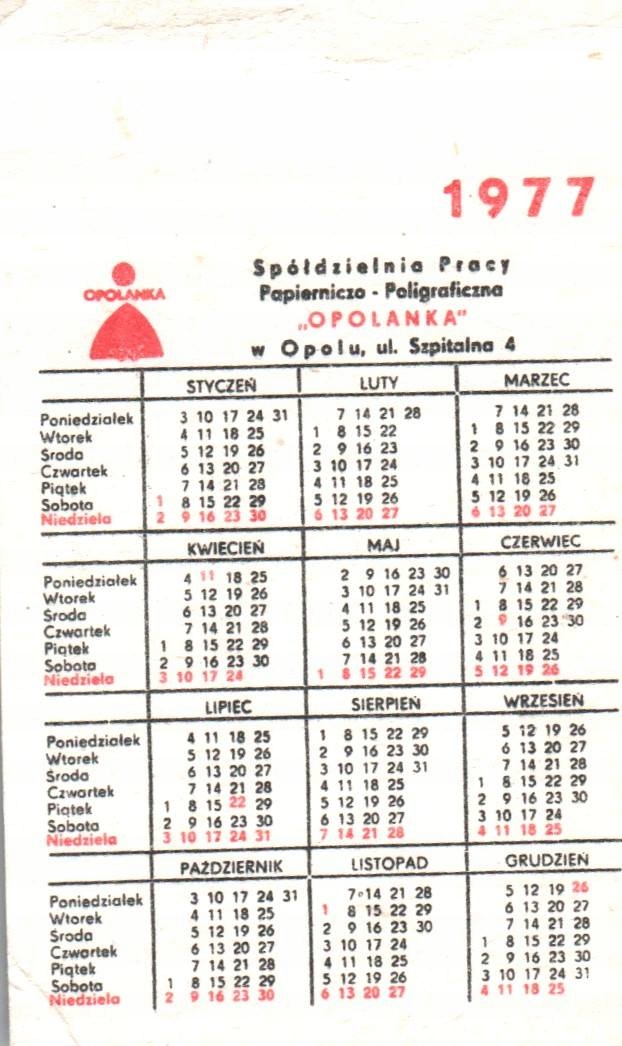 1977
OPOLANKA
Spółdzielnia Pracy
Papierniczo - Poligraficzna
„OPOLANKA"
w Opolu, ul. Szpitalna 4
STYCZEŃ LUTY MARZEC
Poniedziałek 3 10 17 24 31 7 14 21 28 7 14 21 28
Wtorek 4 11 18 25 1 8 15 22 1 8 15 22 29
Środa 5 12 19 26 2 9 16 23 2 9 16 23 30
Czwartek 6 13 20 27 3 10 17 24 3 10 17 24 31
Piątek 7 14 21 28 4 11 18 25 4 11 18 25
Sobota 1 8 15 22 29 5 12 19 26 5 12 19 26
Niedziela 2 9 16 23 30 6 13 20 27 6 13 20 27
KWIECIEŃ MAJ CZERWIEC
Poniedziałek 4 11 18 25 2 9 16 23 30 6 13 20 27
Wtorek 5 12 19 26 3 10 17 24 31 7 14 21 28
Środa 6 13 20 27 4 11 18 25 1 8 15 22 29
Czwartek 7 14 21 28 5 12 19 26 2 9 16 23 30
Piątek 1 8 15 22 29 6 13 20 27 3 10 17 24
Sobota 2 9 16 23 30 7 14 21 28 4 11 18 25
Niedziela 3 10 17 24 1 8 15 22 29 5 12 19 26
LIPIEC SIERPIEŃ WRZESIEŃ
Poniedziałek 4 11 18 25 1 8 15 22 29 5 12 19 26
Wtorek 5 12 19 26 2 9 16 23 30 6 13 20 27
Środa 6 13 20 27 3 10 17 24 31 7 14 21 28
Czwartek 7 14 21 28 4 11 18 25 1 8 15 22 29
Piątek 1 8 15 22 29 5 12 19 26 2 9 16 23 30
Sobota 2 9 16 23 30 6 13 20 27 3 10 17 24
Niedziela 3 10 17 24 31 7 14 21 28 4 11 18 25
PAŹDZIERNIK LISTOPAD GRUDZIEŃ
Poniedziałek 3 10 17 24 31 7 14 21 28 5 12 19 26
Wtorek 4 11 18 25 1 8 15 22 29 6 13 20 27
Środa 5 12 19 26 2 9 16 23 30 7 14 21 28
Czwartek 6 13 20 27 3 10 17 24 1 8 15 22 29
Piątek 7 14 21 28 4 11 18 25 2 9 16 23 30
Sobota 1 8 15 22 29 5 12 19 26 3 10 17 24 31
Niedziela 2 9 16 23 30 6 13 20 27 4 11 18 25